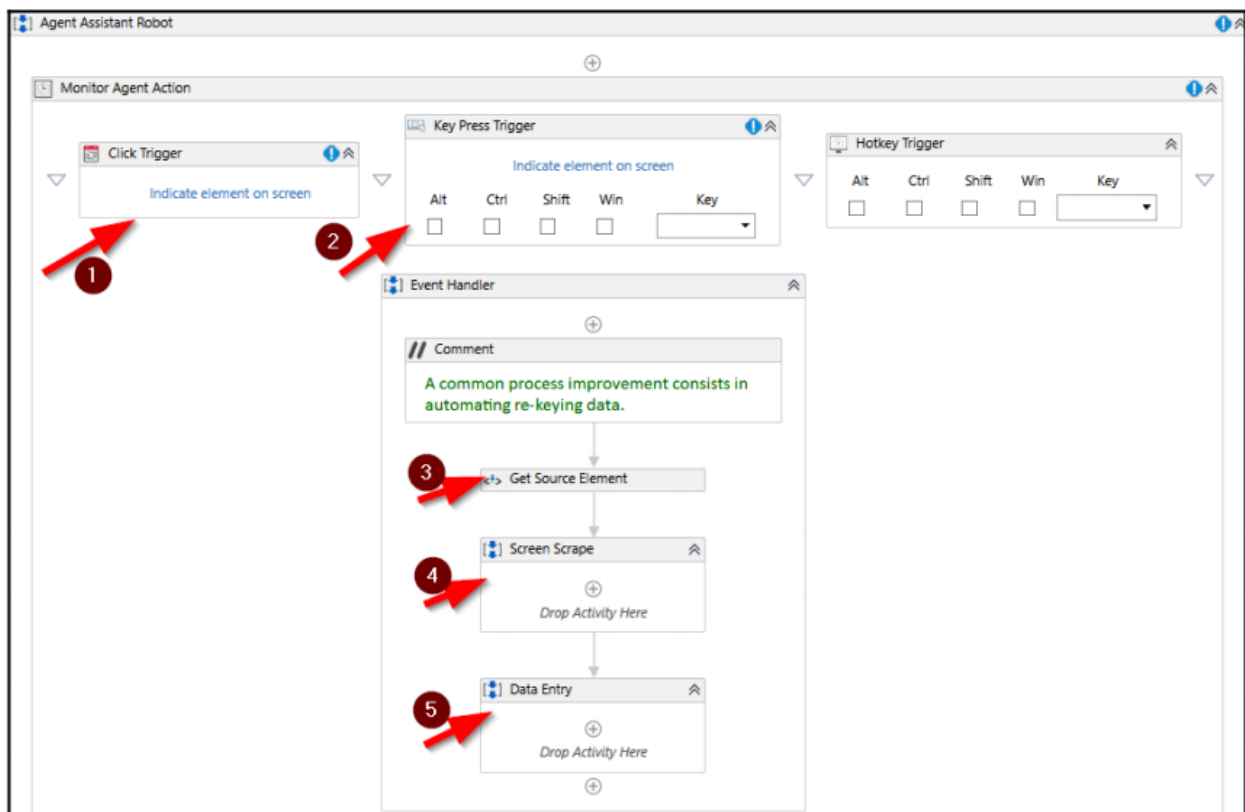 Agent Assistant Robot
Monitor Agent Action
Click Trigger
Indicate element on screen
1
Key Press Trigger
Indicate element on screen
Alt Ctrl Shift Win Key
2
Hotkey Trigger
Alt Ctrl Shift Win Key
Event Handler
// Comment
A common process improvement consists in
automating re-keying data.
3
Get Source Element
4
Screen Scrape
Drop Activity Here
5
Data Entry
Drop Activity Here